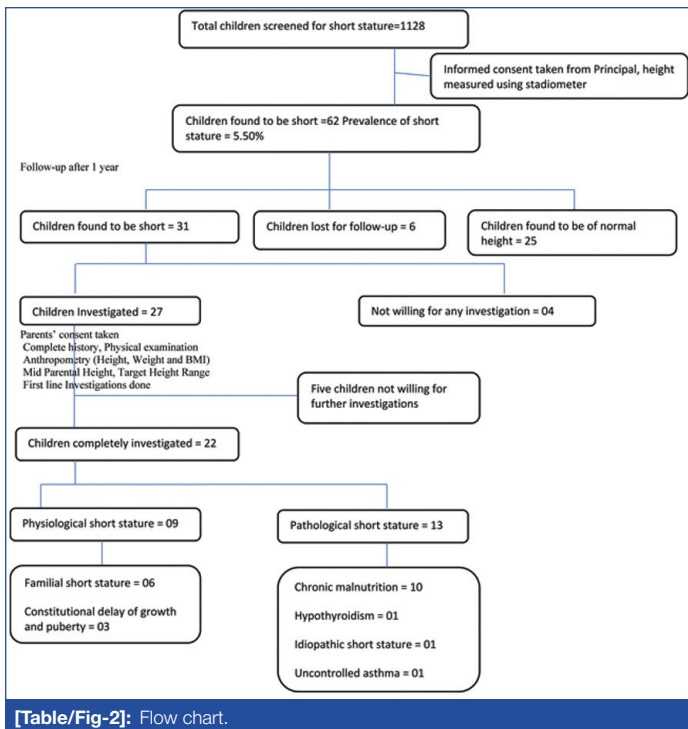 Total children screened for short stature=1128
Informed consent taken from Principal, height
measured using stadiometer
Children found to be short =62 Prevalence of short
stature = 5.50%
Follow-up after 1 year
Children found to be short = 31
Children lost for follow-up = 6
Children found to be of normal
height = 25
Children Investigated = 27
Not willing for any investigation = 04
Parents' consent taken
Complete history, Physical examination
Anthropometry (Height, Weight and BMI)
Mid Parental Height, Target Height Range
First line Investigations done
Five children not willing for
further investigations
Children completely investigated = 22
Physiological short stature = 09
Pathological short stature = 13
Familial short stature = 06
Constitutional delay of growth
and puberty = 03
Chronic malnutrition = 10
Hypothyroidism = 01
Idiopathic short stature = 01
Uncontrolled asthma = 01
[Table/Fig-2]: Flow chart.